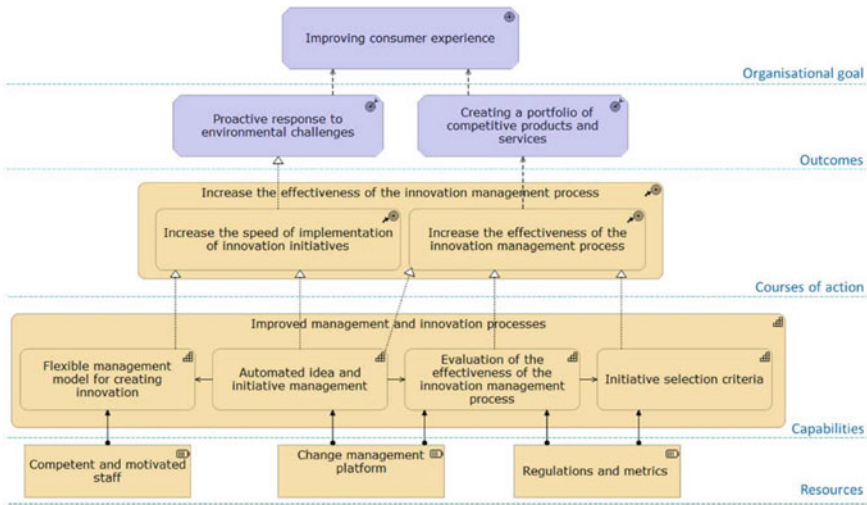 Improving consumer experience
Organisational goal
Proactive response to
environmental challenges
Creating a portfolio of
competitive products and
services
Outcomes
Increase the effectiveness of the innovation management process
Increase the speed of implementation
of innovation initiatives
Increase the effectiveness of the
innovation management process
Courses of action
Improved management and innovation processes
Flexible management
model for creating
innovation
Automated idea and
initiative management
Evaluation of the
effectiveness of the
innovation management
process
Initiative selection criteria
Capabilities
Competent and motivated
staff
Change management
platform
Regulations and metrics
Resources